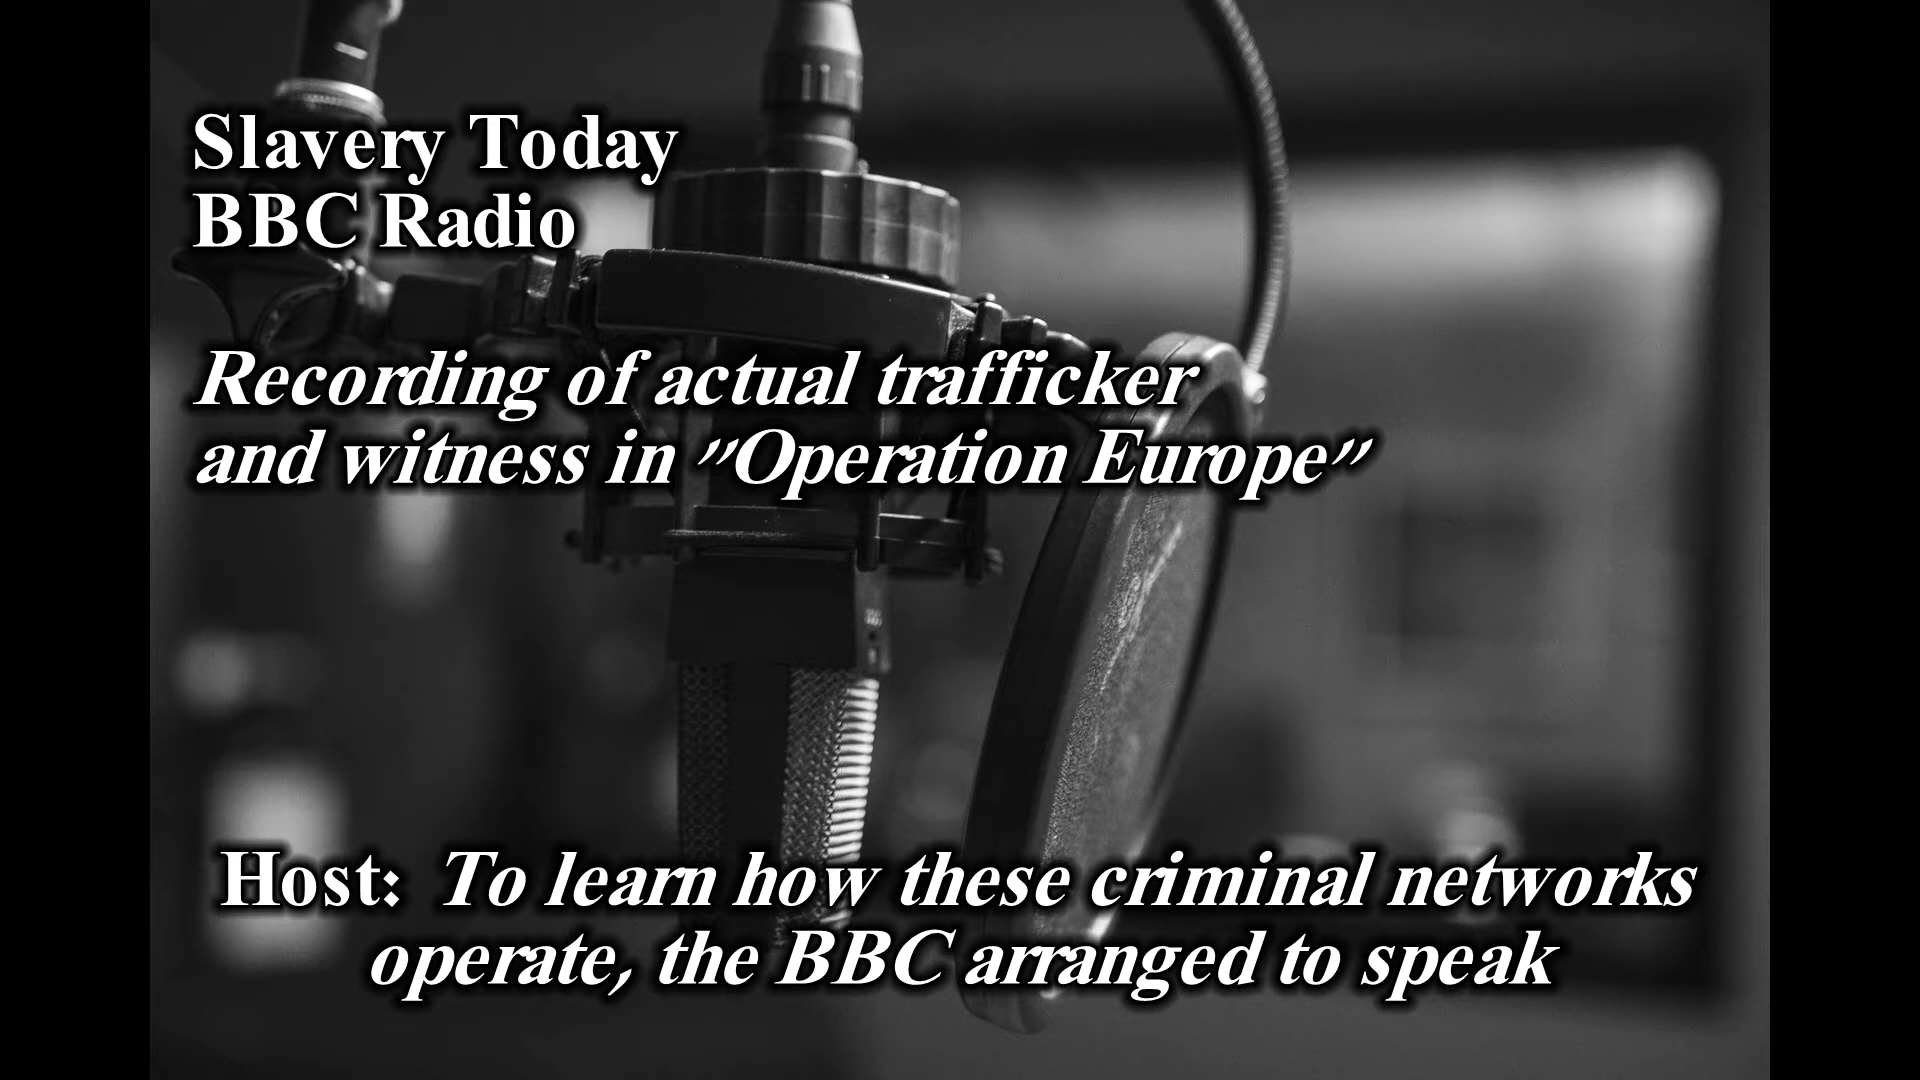 Slavery Today
BBC Radio
Recording of actual trafficker
and witness in "Operation Europe"
Host: To learn how these criminal networks
operate, the BBC arranged to speak